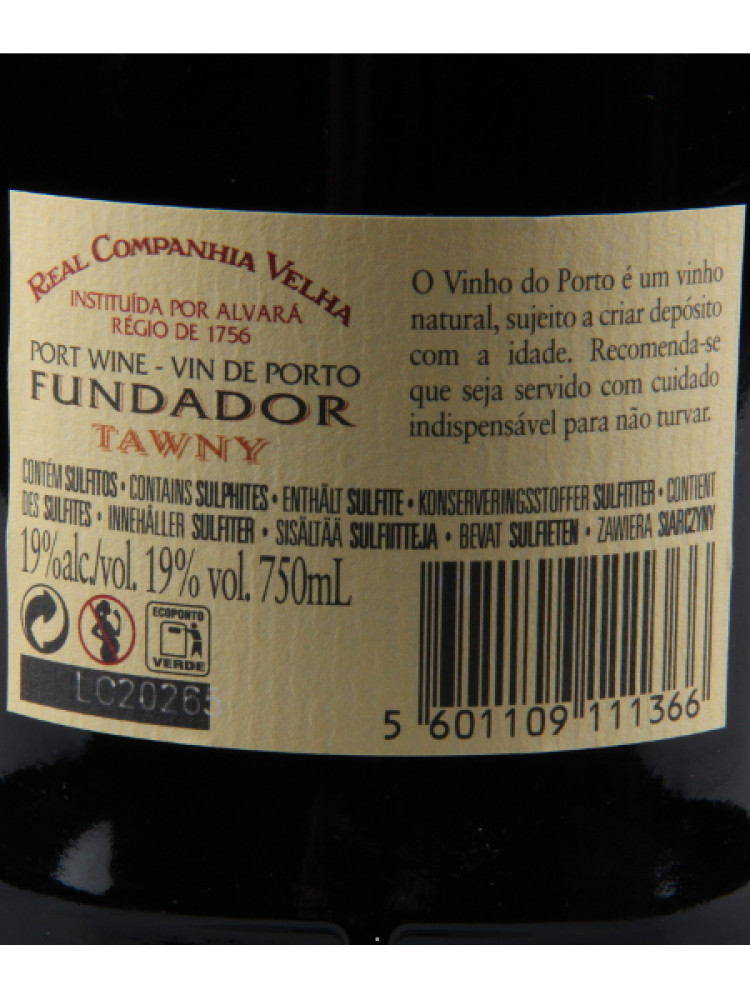 REAL COMPANHIA VELHA
INSTITUÍDA POR ALVARÁ
RÉGIO DE 1756
PORT WINE - VIN DE PORTO
FUNDADOR
TAWNY
O Vinho do Porto é um vinho
natural, sujeito a criar depósito
com a idade. Recomenda-se
que seja servido com cuidado
indispensável para não turvar.
CONTÉM SULFITOS • CONTAINS SULPHITES • ENTHÄLT SULFITE • KONSERVERINGSSTOFFER SULFITTER • CONTIENT
DES SULFITES • INNEHÅLLER SULFITER • SISÄLTÄÄ SULFIITTEJA • BEVAT SULFIETEN • ZAWIERA SIARCZYNY
19%alc./vol. 19% vol. 750mL
ECOPONTO
VERDE
LC20265
5 601109 111366